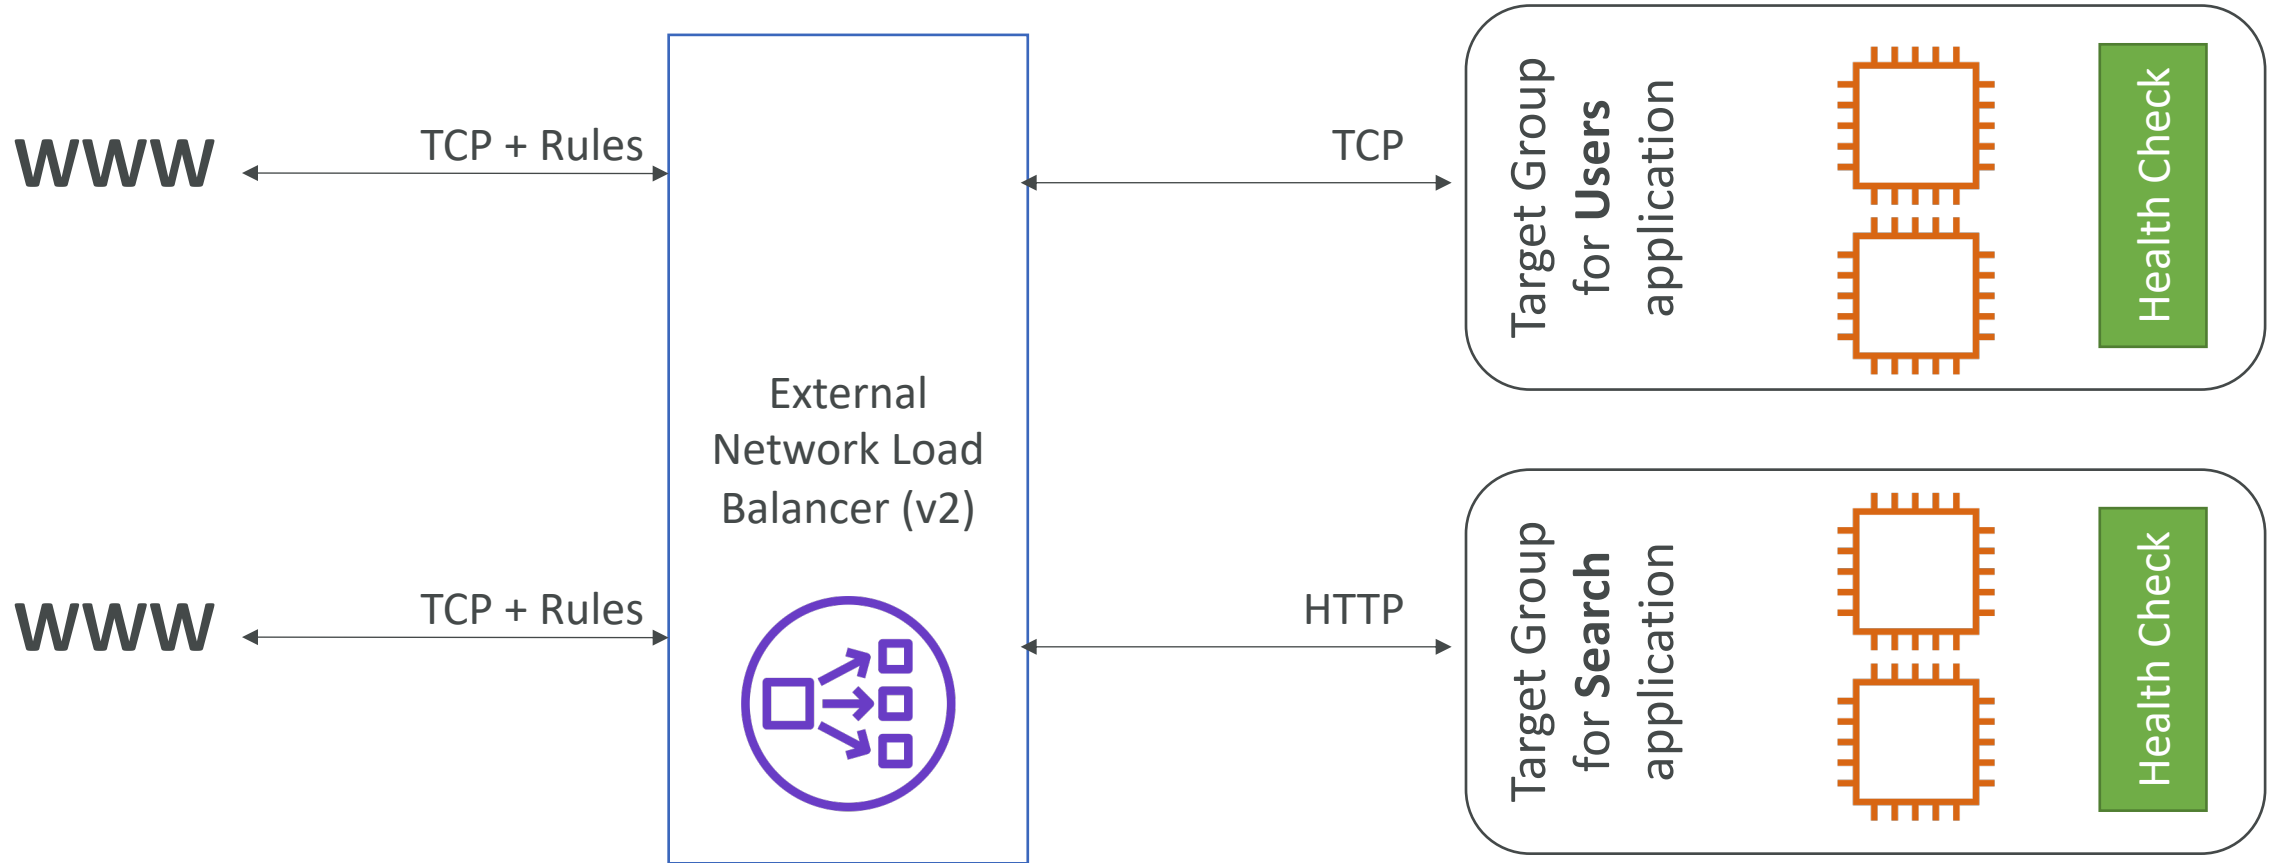 WWW
TCP + Rules
TCP
Target Group
for Users
application
Health Check
External
Network Load
Balancer (v2)
WWW
TCP + Rules
HTTP
Target Group
for Search
application
Health Check